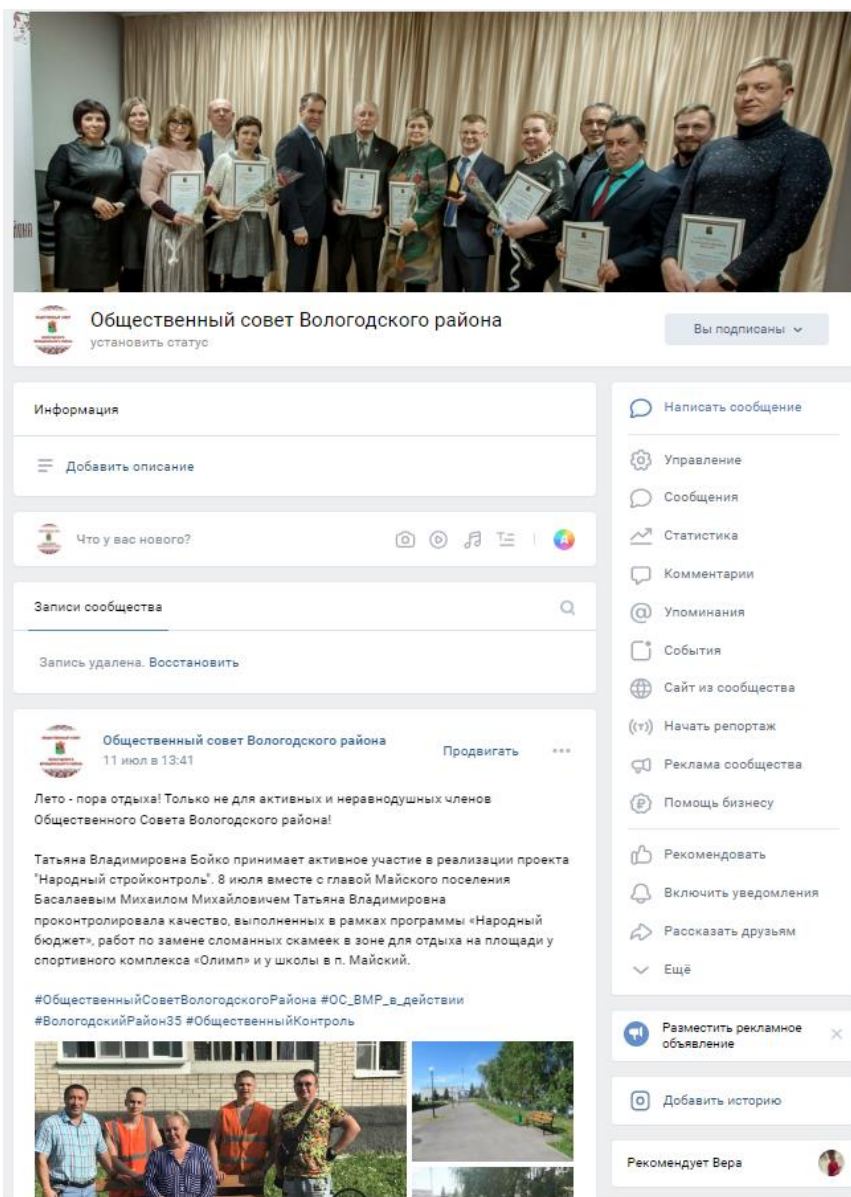 Общественный совет Вологодского района
установить статус
Вы подписаны
Информация
Добавить описание
Что у вас нового?
Записи сообщества
Запись удалена. Восстановить
Общественный совет Вологодского района
11 июл в 13:41
Продвигать
Лето - пора отдыха! Только не для активных и неравнодушных членов
Общественного Совета Вологодского района!
Татьяна Владимировна Бойко принимает активное участие в реализации проекта
"Народный стройконтроль". 8 июля вместе с главой Майского поселения
Басалаевым Михаилом Михайловичем Татьяна Владимировна
проконтролировала качество, выполненных в рамках программы «Народный
бюджет», работ по замене сломанных скамеек в зоне для отдыха на площади у
спортивного комплекса «Олимп» и у школы в п. Майский.
#ОбщественныйСоветВологодскогоРайона #ОС_ВМР_в_действии
#ВологодскийРайон35 #ОбщественныйКонтроль
Написать сообщение
Управление
Сообщения
Статистика
Комментарии
Упоминания
События
Сайт из сообщества
Начать репортаж
Реклама сообщества
Помощь бизнесу
Рекомендовать
Включить уведомления
Рассказать друзьям
Ещё
Разместить рекламное
объявление
Добавить историю
Рекомендует Вера